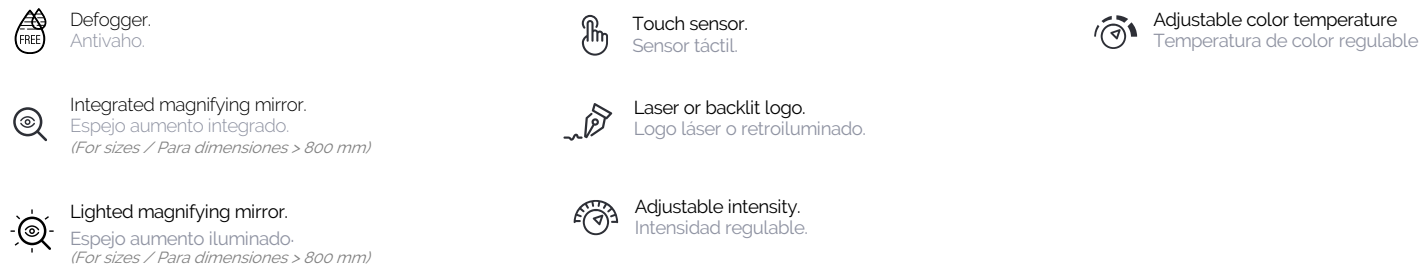 FREE
Defogger.
Antivaho.
Integrated magnifying mirror.
Espejo aumento integrado.
(For sizes / Para dimensiones > 800 mm)
Lighted magnifying mirror.
Espejo aumento iluminado.
(For sizes / Para dimensiones > 800 mm)
Touch sensor.
Sensor táctil.
Laser or backlit logo.
Logo láser o retroiluminado.
Adjustable intensity.
Intensidad regulable.
Adjustable color temperature
Temperatura de color regulable